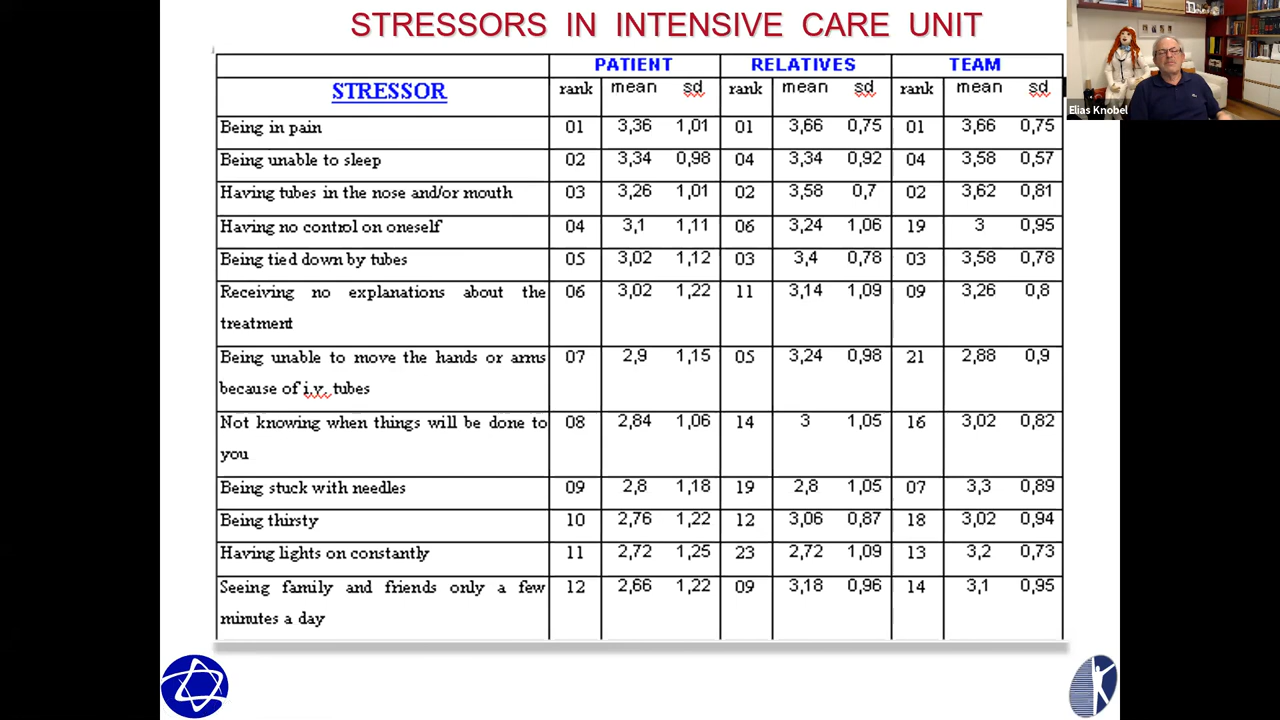 STRESSORS IN INTENSIVE CARE UNIT
PATIENT RELATIVES TEAM
STRESSOR rank mean sd rank mean sd rank mean sd
Being in pain 01 3,36 1,01 01 3,66 0,75 01 3,66 0,75
Being unable to sleep 02 3,34 0,98 04 3,34 0,92 04 3,58 0,57
Having tubes in the nose and/or mouth 03 3,26 1,01 02 3,58 0,7 02 3,62 0,81
Having no control on oneself 04 3,1 1,11 06 3,24 1,06 19 3 0,95
Being tied down by tubes 05 3,02 1,12 03 3,4 0,78 03 3,58 0,78
Receiving no explanations about the 06 3,02 1,22 11 3,14 1,09 09 3,26 0,8
treatment
Being unable to move the hands or arms 07 2,9 1,15 05 3,24 0,98 21 2,88 0,9
because of i.v. tubes
Not knowing when things will be done to 08 2,84 1,06 14 3 1,05 16 3,02 0,82
you
Being stuck with needles 09 2,8 1,18 19 2,8 1,05 07 3,3 0,89
Being thirsty 10 2,76 1,22 12 3,06 0,87 18 3,02 0,94
Having lights on constantly 11 2,72 1,25 23 2,72 1,09 13 3,2 0,73
Seeing family and friends only a few 12 2,66 1,22 09 3,18 0,96 14 3,1 0,95
minutes a day
Elias Knobel